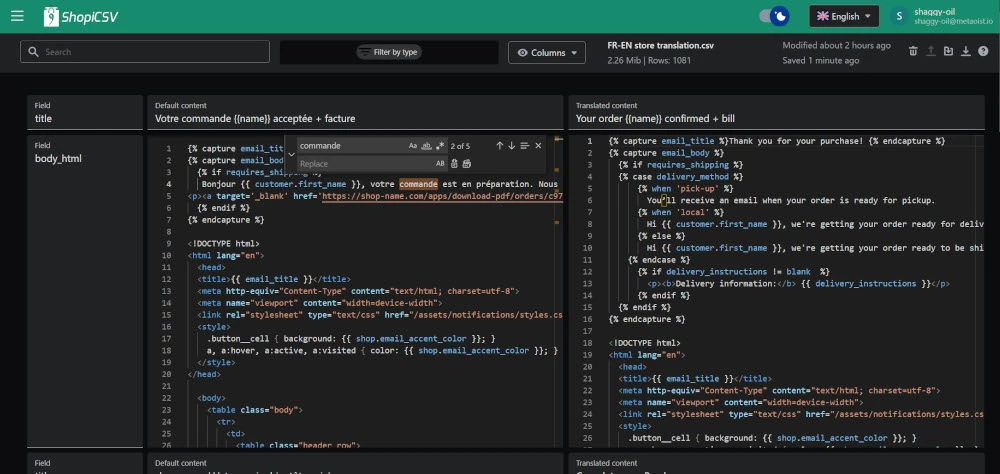 ShopiCSV
English
S
shaggy-oil
shaggy-oil@metaoist.io
Search
Filter by type
Columns
FR-EN store translation.csv
2.26 Mib | Rows: 1081
Modified about 2 hours ago
Saved 1 minute ago
Field
title
Default content
Votre commande {{name}} acceptée + facture
Translated content
Your order {{name}} confirmed + bill
Field
body_html
commande
Aa ab
2 of 5
Replace
AB
1 {% capture email_tit
2 {% capture email_bod
3 {% if requires_shipping %}
4 Bonjour {{ customer.first_name }}, votre commande est en préparation. Nous
5 <p><a target='_blank' href='https://shop-name.com/apps/download-pdf/orders/c97
6 {% endif %}
7 {% endcapture %}
8
9 <!DOCTYPE html>
10 <html lang="en">
11 <head>
12 <title>{{ email_title }}</title>
13 <meta http-equiv="Content-Type" content="text/html; charset=utf-8">
14 <meta name="viewport" content="width=device-width">
15 <link rel="stylesheet" type="text/css" href="/assets/notifications/styles.cs
16 <style>
17 .button__cell { background: {{ shop.email_accent_color }}; }
18 a, a:hover, a:active, a:visited { color: {{ shop.email_accent_color }}; }
19 </style>
20 </head>
21
22 <body>
23 <table class="body">
24 <tr>
25 <td>
26 <table class="header row">
1 {% capture email_title %}Thank you for your purchase! {% endcapture %}
2 {% capture email_body %}
3 {% if requires_shipping %}
4 {% case delivery_method %}
5 {% when 'pick-up' %}
6 You’ll receive an email when your order is ready for pickup.
7 {% when 'local' %}
8 Hi {{ customer.first_name }}, we're getting your order ready for deliv
9 {% else %}
10 Hi {{ customer.first_name }}, we're getting your order ready to be shi
11 {% endcase %}
12 {% if delivery_instructions != blank %}
13 <p><b>Delivery information:</b> {{ delivery_instructions }}</p>
14 {% endif %}
15 {% endif %}
16 {% endcapture %}
17
18 <!DOCTYPE html>
19 <html lang="en">
20 <head>
21 <title>{{ email_title }}</title>
22 <meta http-equiv="Content-Type" content="text/html; charset=utf-8">
23 <meta name="viewport" content="width=device-width">
24 <link rel="stylesheet" type="text/css" href="/assets/notifications/styles.cs
25 <style>
26 .button__cell { background: {{ shop.email_accent_color }}; }
Field
Default content
Translated content